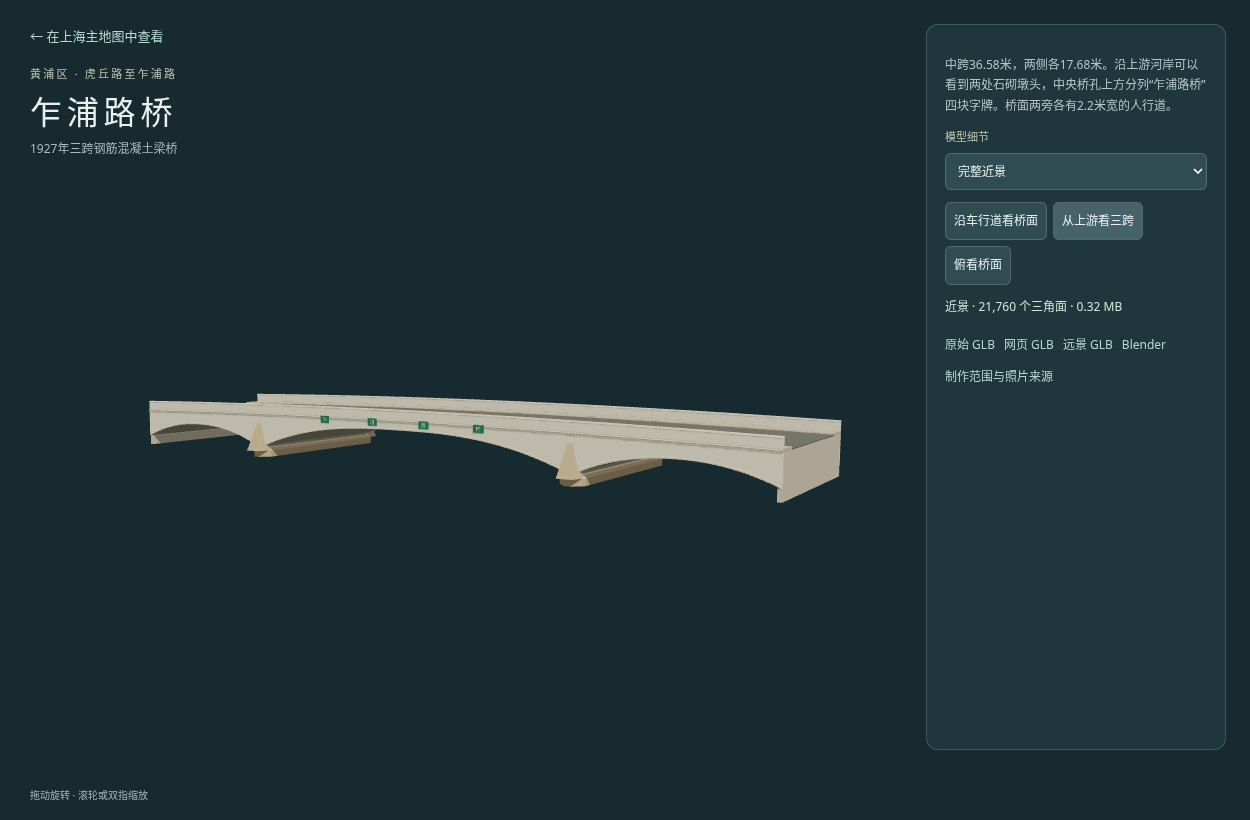 ← 在上海主地图中查看
黄浦区 · 虎丘路至乍浦路
乍浦路桥
1927年三跨钢筋混凝土梁桥
中跨36.58米，两侧各17.68米。沿上游河岸可以
看到两处石砌墩头，中央桥孔上方分列“乍浦路桥”
四块字牌。桥面两旁各有2.2米宽的人行道。
模型细节
完整近景
沿车行道看桥面
从上游看三跨
俯看桥面
近景 · 21,760 个三角面 · 0.32 MB
原始 GLB 网页 GLB 远景 GLB Blender
制作范围与照片来源
拖动旋转 · 滚轮或双指缩放